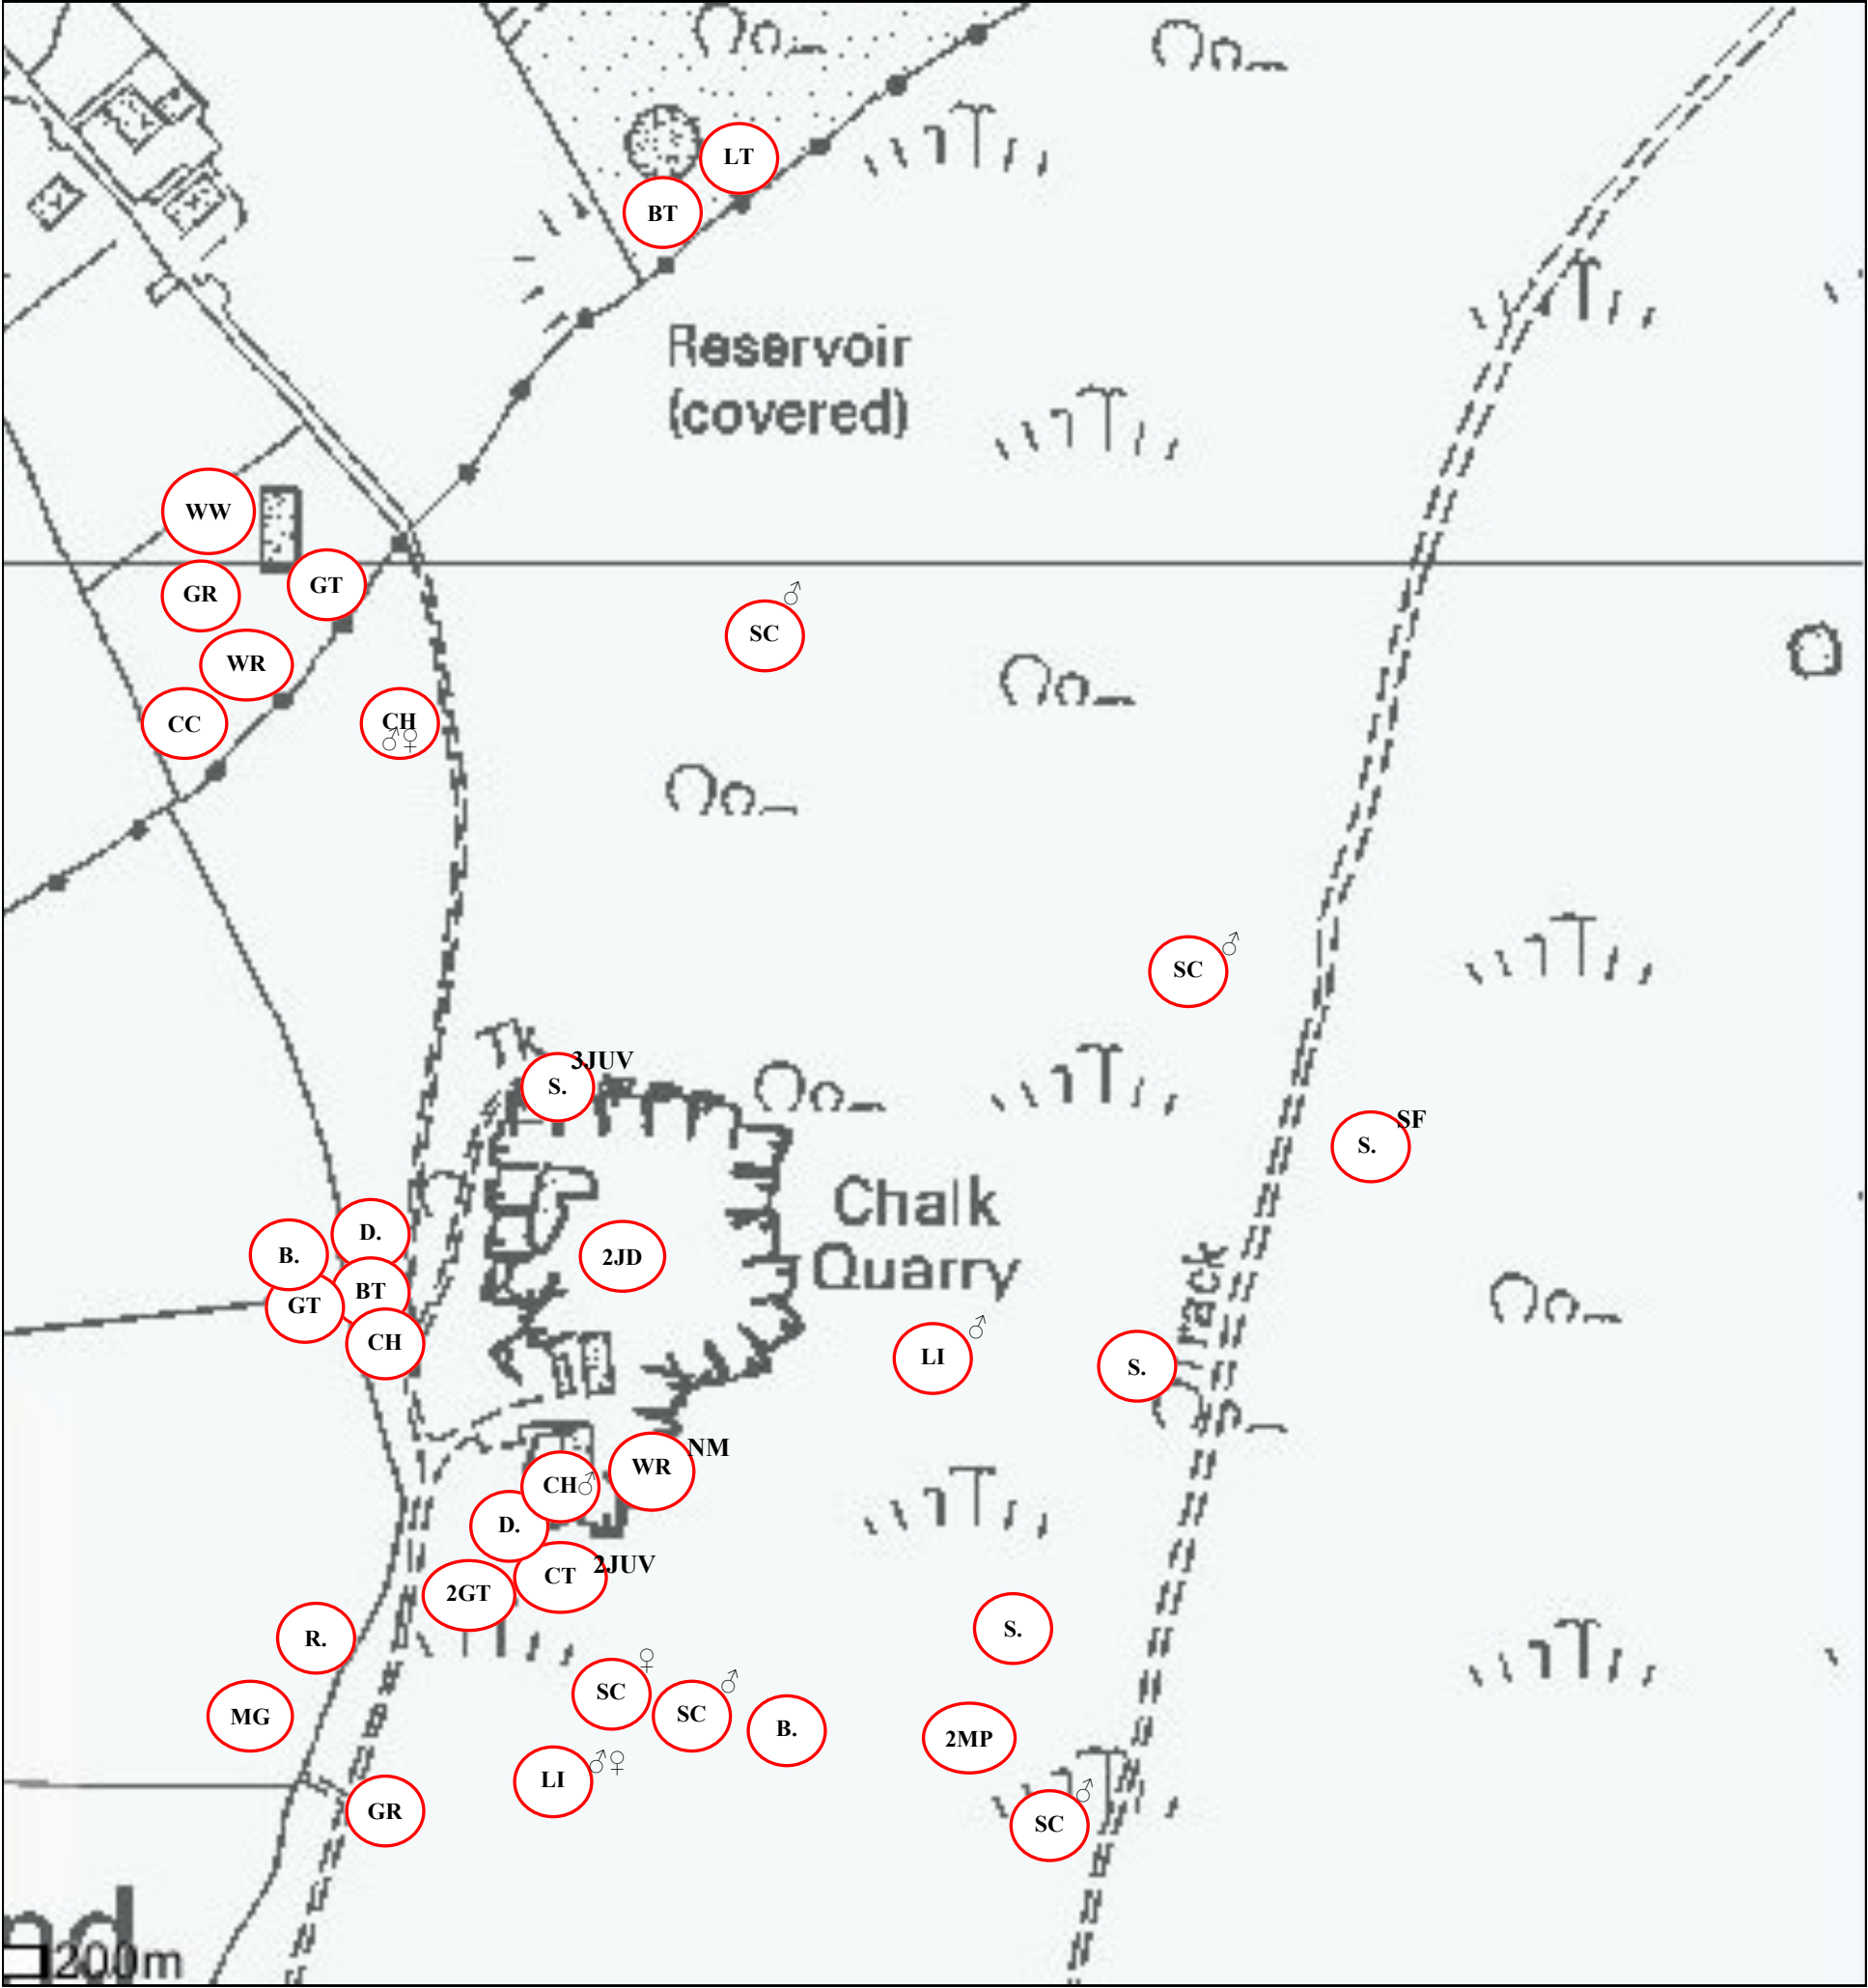 LT
BT
Reservoir
(covered)
WW
GR
GT
SC ♂
WR
CC
CH
♂♀
SC ♂
3JUV
S.
SF
S.
D.
B.
2JD
Chalk
Quarry
BT
GT
CH
LI ♂
S.
Track
NM
WR
CH♂
D.
2JUV
CT
2GT
R.
S.
SC ♀
SC ♂
MG
B.
2MP
LI ♂♀
GR
SC ♂
nd
200m